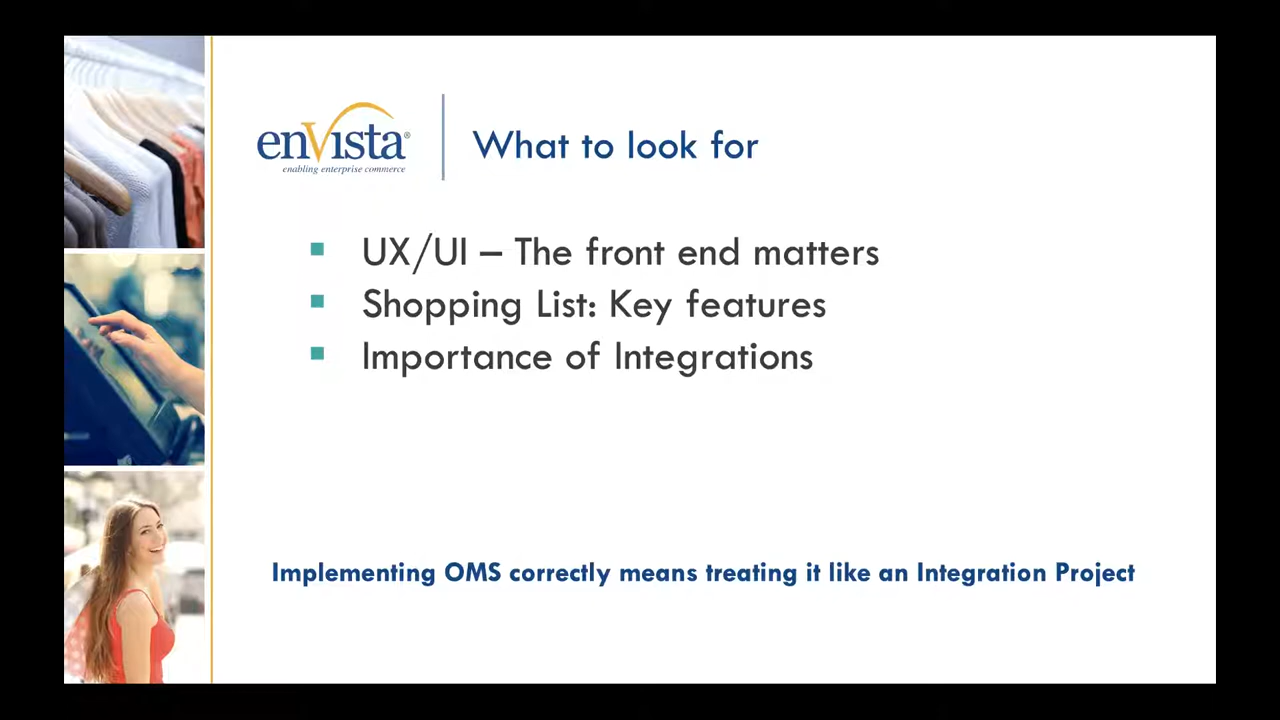 enVista®
enabling enterprise commerce
What to look for
▪ UX/UI – The front end matters
▪ Shopping List: Key features
▪ Importance of Integrations
Implementing OMS correctly means treating it like an Integration Project